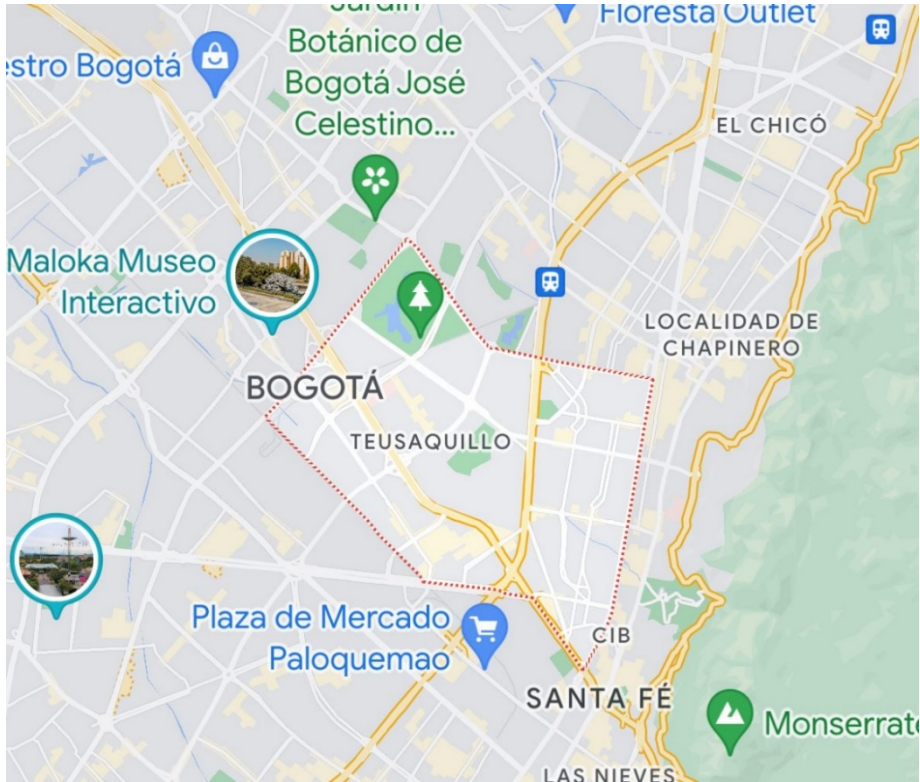 Jardín
Botánico de
Bogotá José
Celestino...
Floresta Outlet
estro Bogotá
EL CHICÓ
Maloka Museo
Interactivo
LOCALIDAD DE
CHAPINERO
BOGOTÁ
TEUSAQUILLO
Plaza de Mercado
Paloquemao
CIB
SANTA FÉ
Monserrate
LAS NIEVES